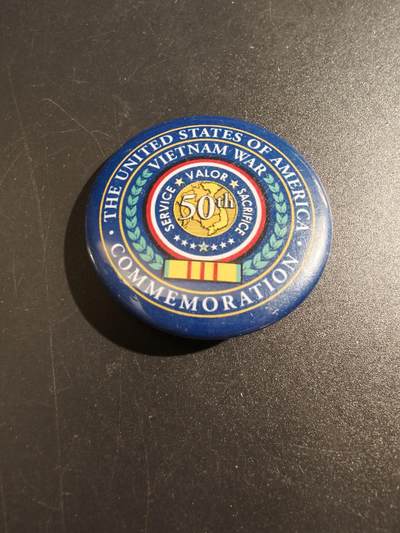 · THE UNITED STATES OF AMERICA ·
VIETNAM WAR
SERVICE ★ VALOR ★ SACRIFICE
50th
COMMEMORATION